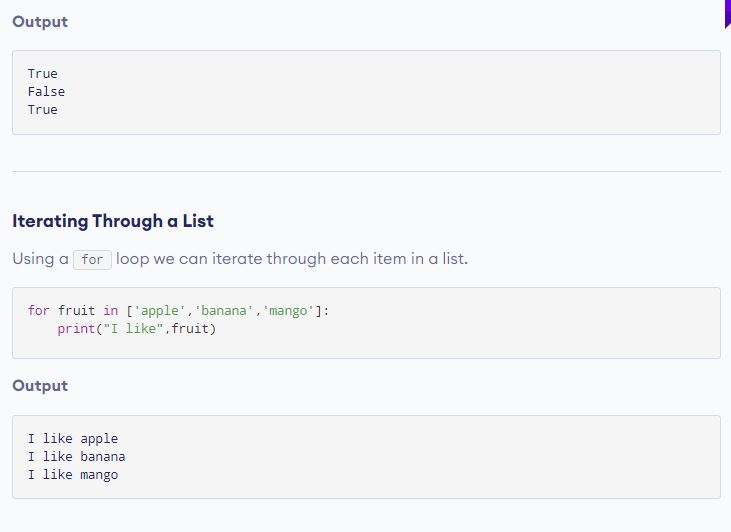 Output
True
False
True
Iterating Through a List
Using a for loop we can iterate through each item in a list.
for fruit in ['apple','banana','mango']:
    print("I like",fruit)
Output
I like apple
I like banana
I like mango